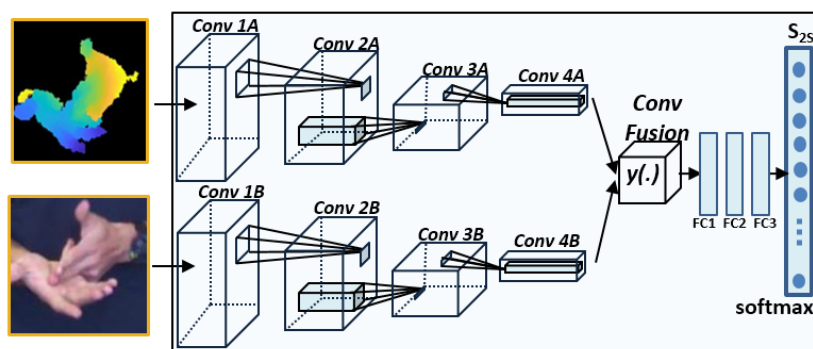 Conv 1A
Conv 2A
Conv 3A
Conv 4A
Conv 1B
Conv 2B
Conv 3B
Conv 4B
Conv
Fusion
y(.)
FC1 FC2 FC3
S2S
softmax